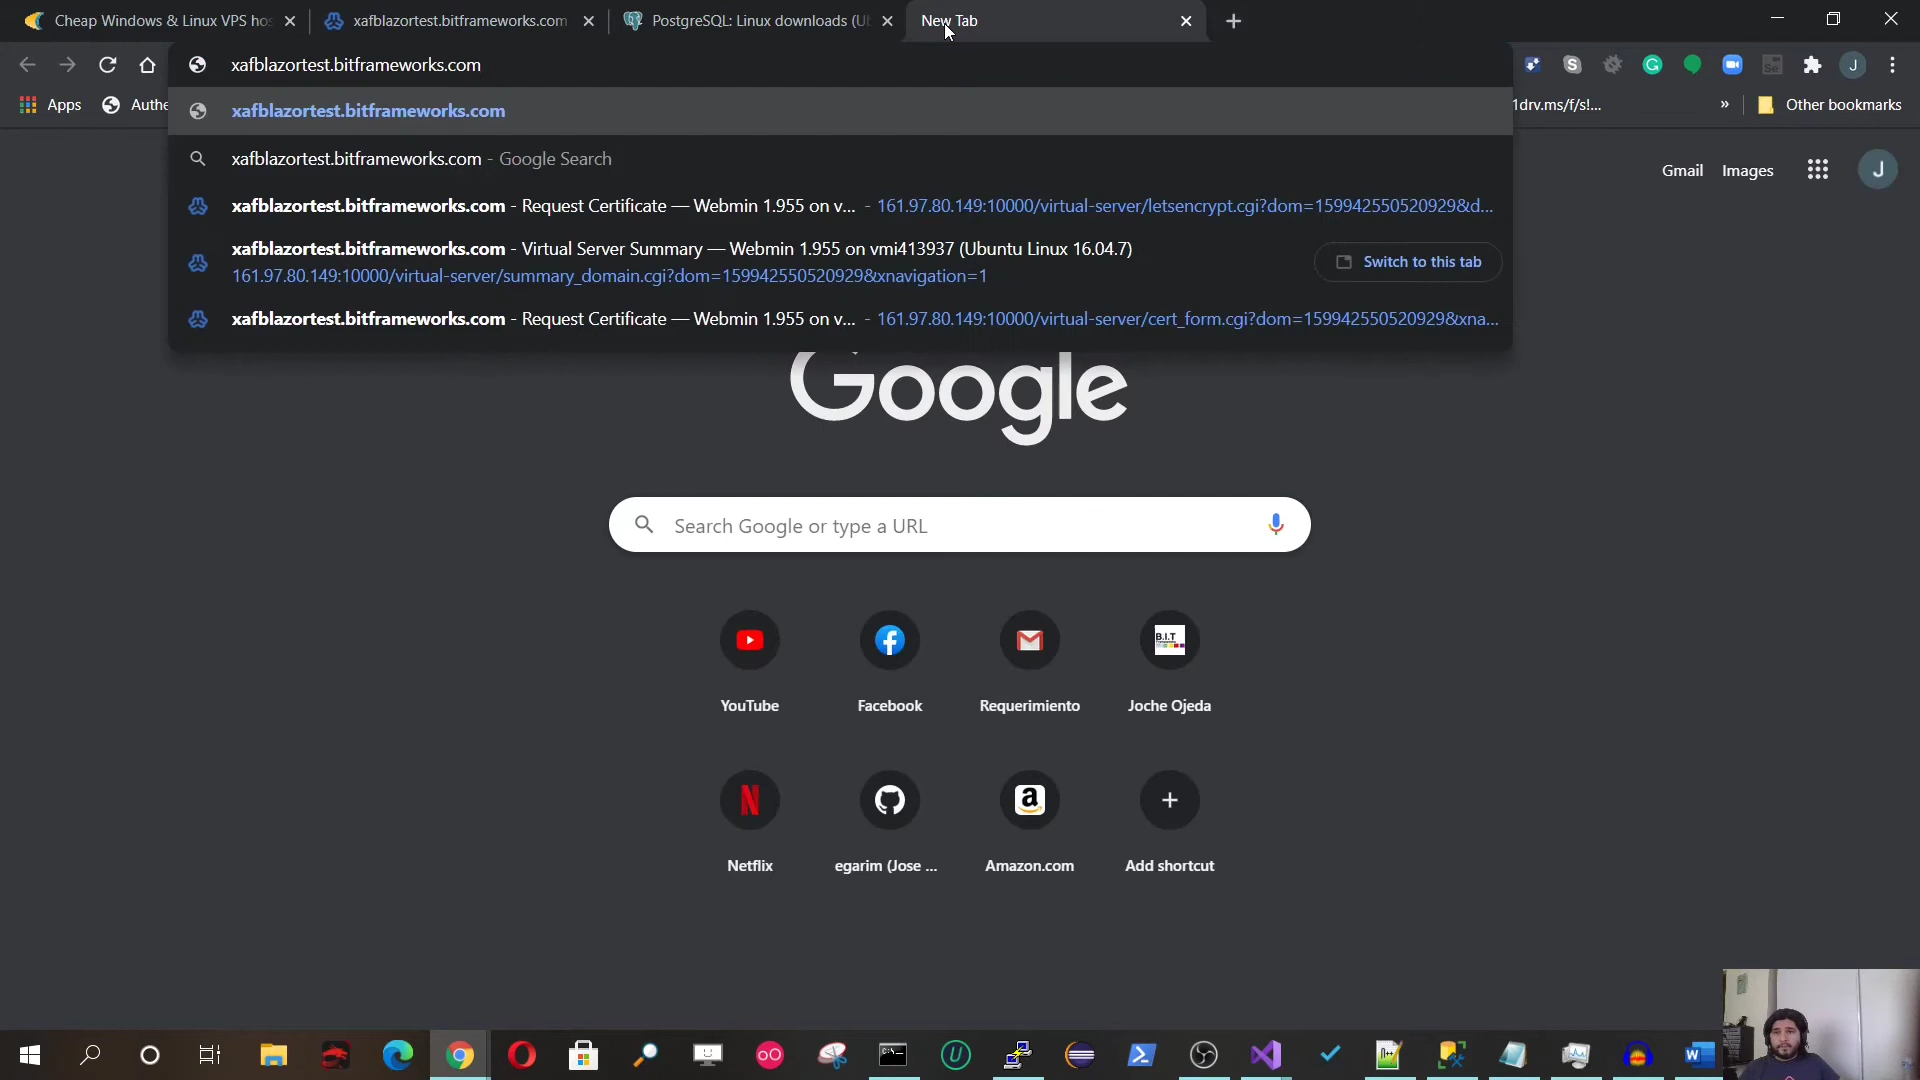 Cheap Windows & Linux VPS hos
xafblazortest.bitframeworks.com
PostgreSQL: Linux downloads (Ub
New Tab
xafblazortest.bitframeworks.com
J
Apps
Authe
1drv.ms/f/s!...
»
Other bookmarks
xafblazortest.bitframeworks.com
xafblazortest.bitframeworks.com - Google Search
xafblazortest.bitframeworks.com - Request Certificate — Webmin 1.955 on v... - 161.97.80.149:10000/virtual-server/letsencrypt.cgi?dom=159942550520929&d...
xafblazortest.bitframeworks.com - Virtual Server Summary — Webmin 1.955 on vmi413937 (Ubuntu Linux 16.04.7)
161.97.80.149:10000/virtual-server/summary_domain.cgi?dom=159942550520929&xnavigation=1
Switch to this tab
xafblazortest.bitframeworks.com - Request Certificate — Webmin 1.955 on v... - 161.97.80.149:10000/virtual-server/cert_form.cgi?dom=159942550520929&xna...
Gmail
Images
J
Google
Search Google or type a URL
B.I.T
YouTube
Facebook
Requerimiento
Joche Ojeda
Netflix
egarim (Jose ...
Amazon.com
Add shortcut